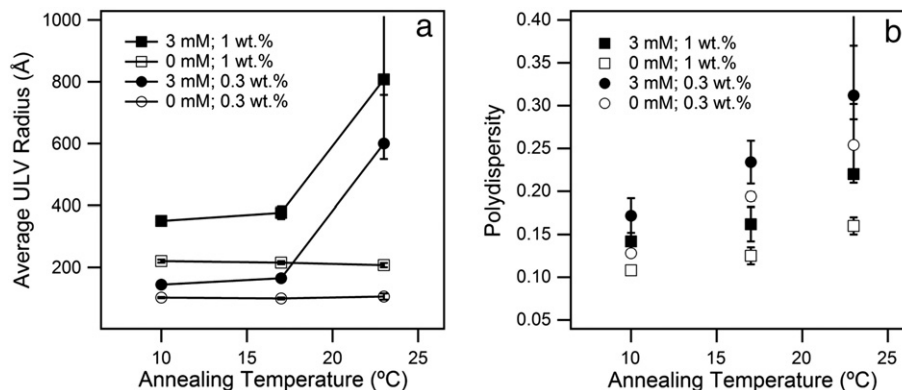 a
1000
800
600
400
200
Average ULV Radius (Å)
3 mM; 1 wt.%
0 mM; 1 wt.%
3 mM; 0.3 wt.%
0 mM; 0.3 wt.%
10
15
20
25
Annealing Temperature (ºC)
b
0.40
0.35
0.30
0.25
0.20
0.15
0.10
0.05
Polydispersity
3 mM; 1 wt.%
0 mM; 1 wt.%
3 mM; 0.3 wt.%
0 mM; 0.3 wt.%
10
15
20
25
Annealing Temperature (ºC)